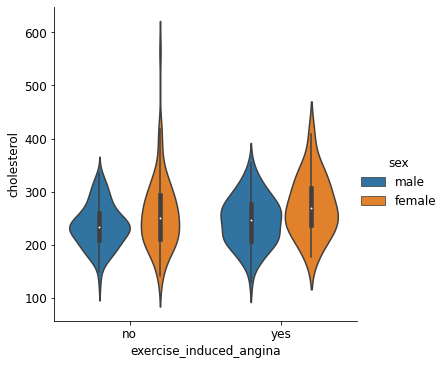 600
500
400
300
200
100
cholesterol
no
yes
exercise_induced_angina
sex
male
female